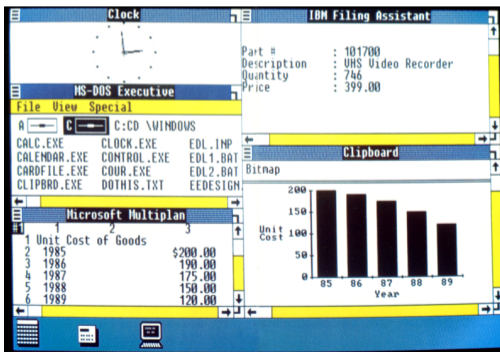 Clock
MS-DOS Executive
File View Special
A C C:CD \WINDOWS
CALC.EXE CLOCK.EXE EDL.INP
CALENDAR.EXE CONTROL.EXE EDL1.BAT
CARDFILE.EXE COUR.EXE EDL2.BAT
CLIPBRD.EXE DOTHIS.TXT EEDESIGN.
Microsoft Multiplan
#1 1 2 3
1 Unit Cost of Goods
2 1985 $200.00
3 1986 190.00
4 1987 175.00
5 1988 150.00
6 1989 120.00
IBM Filing Assistant
Part # : 101700
Description : VHS Video Recorder
Quantity : 746
Price : 399.00
Clipboard
Bitmap
200
150
Unit
Cost
100
50
0
85 86 87 88 89
Year